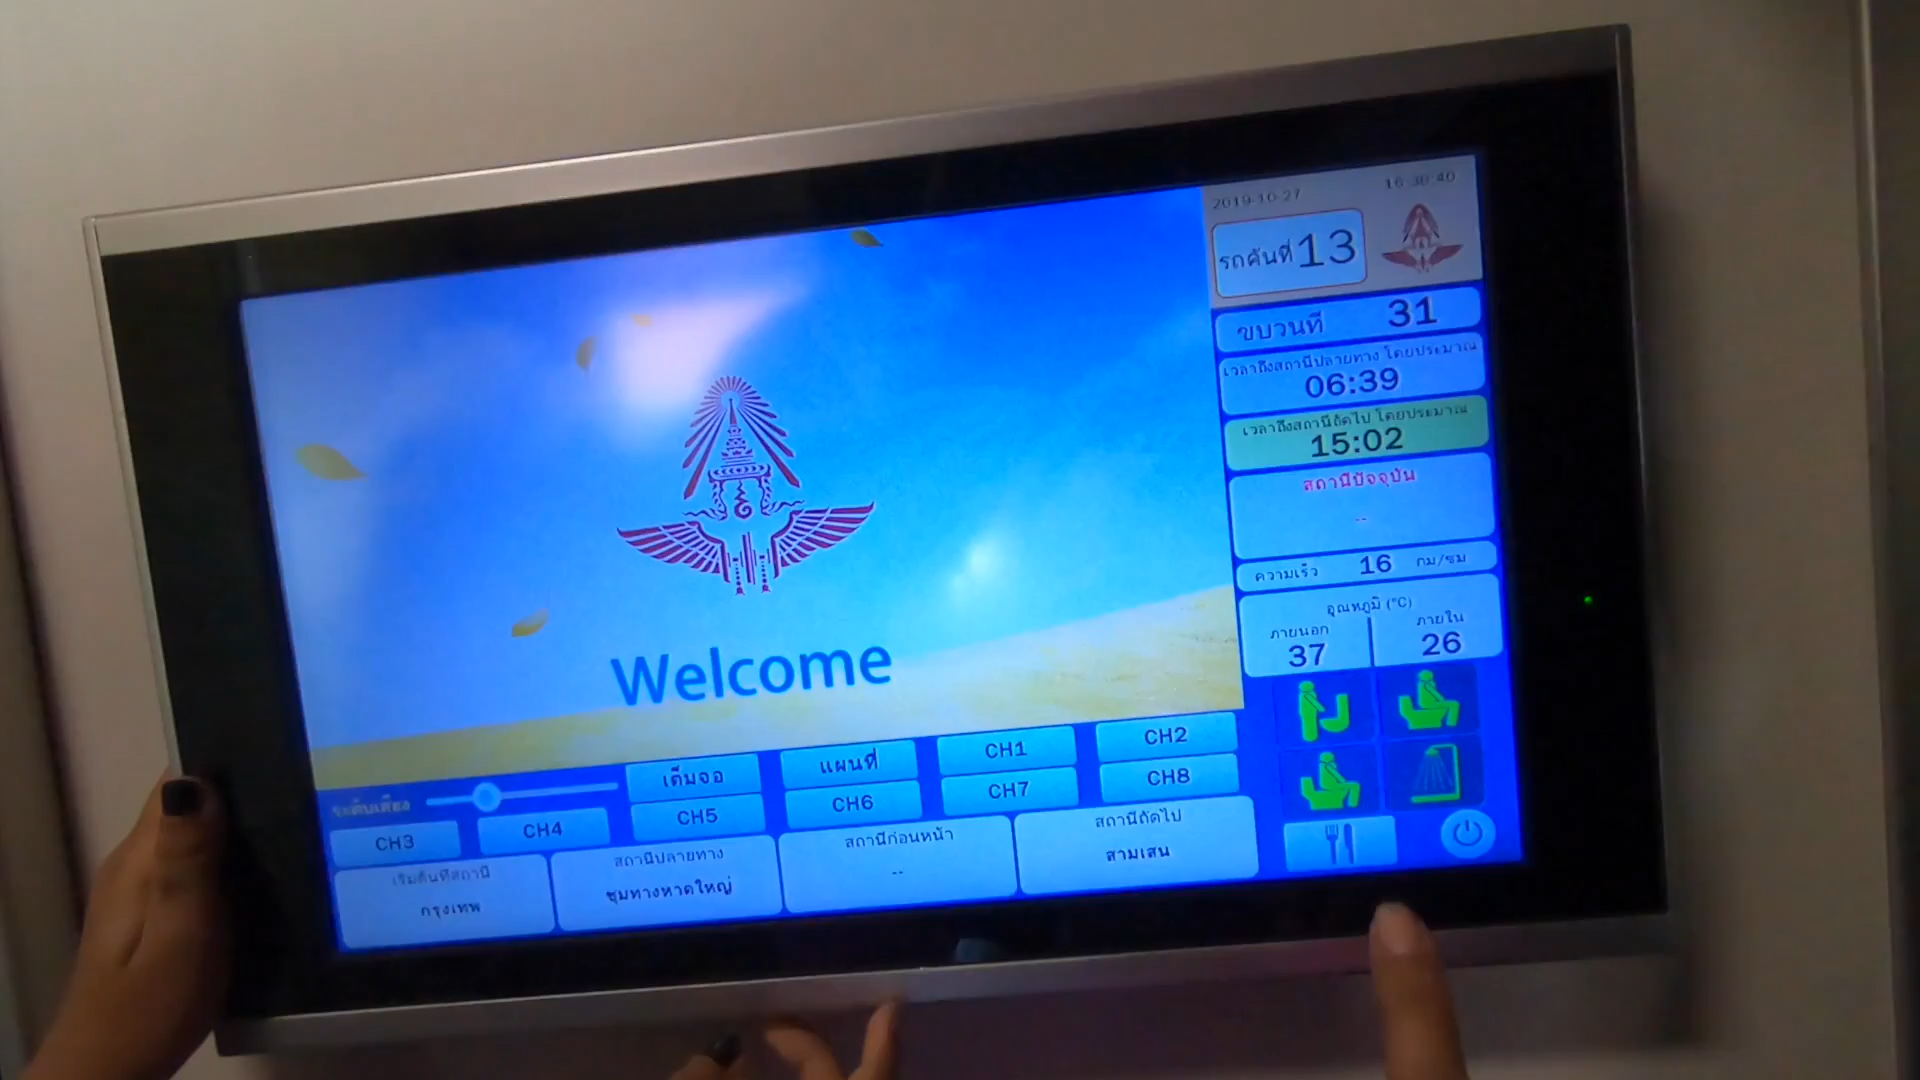 2019-10-27
16:30:40
รถคันที่ 13
ขบวนที่ 31
เวลาถึงสถานีปลายทาง โดยประมาณ
06:39
เวลาถึงสถานีถัดไป โดยประมาณ
15:02
สถานีปัจจุบัน
--
ความเร็ว 16 กม/ชม
อุณหภูมิ (°C)
ภายนอก ภายใน
37 26
Welcome
ระดับเสียง
เต็มจอ แผนที่ CH1 CH2
CH3 CH4 CH5 CH6 CH7 CH8
เริ่มต้นที่สถานี
กรุงเทพ
สถานีปลายทาง
ชุมทางหาดใหญ่
สถานีก่อนหน้า
--
สถานีถัดไป
สามเสน